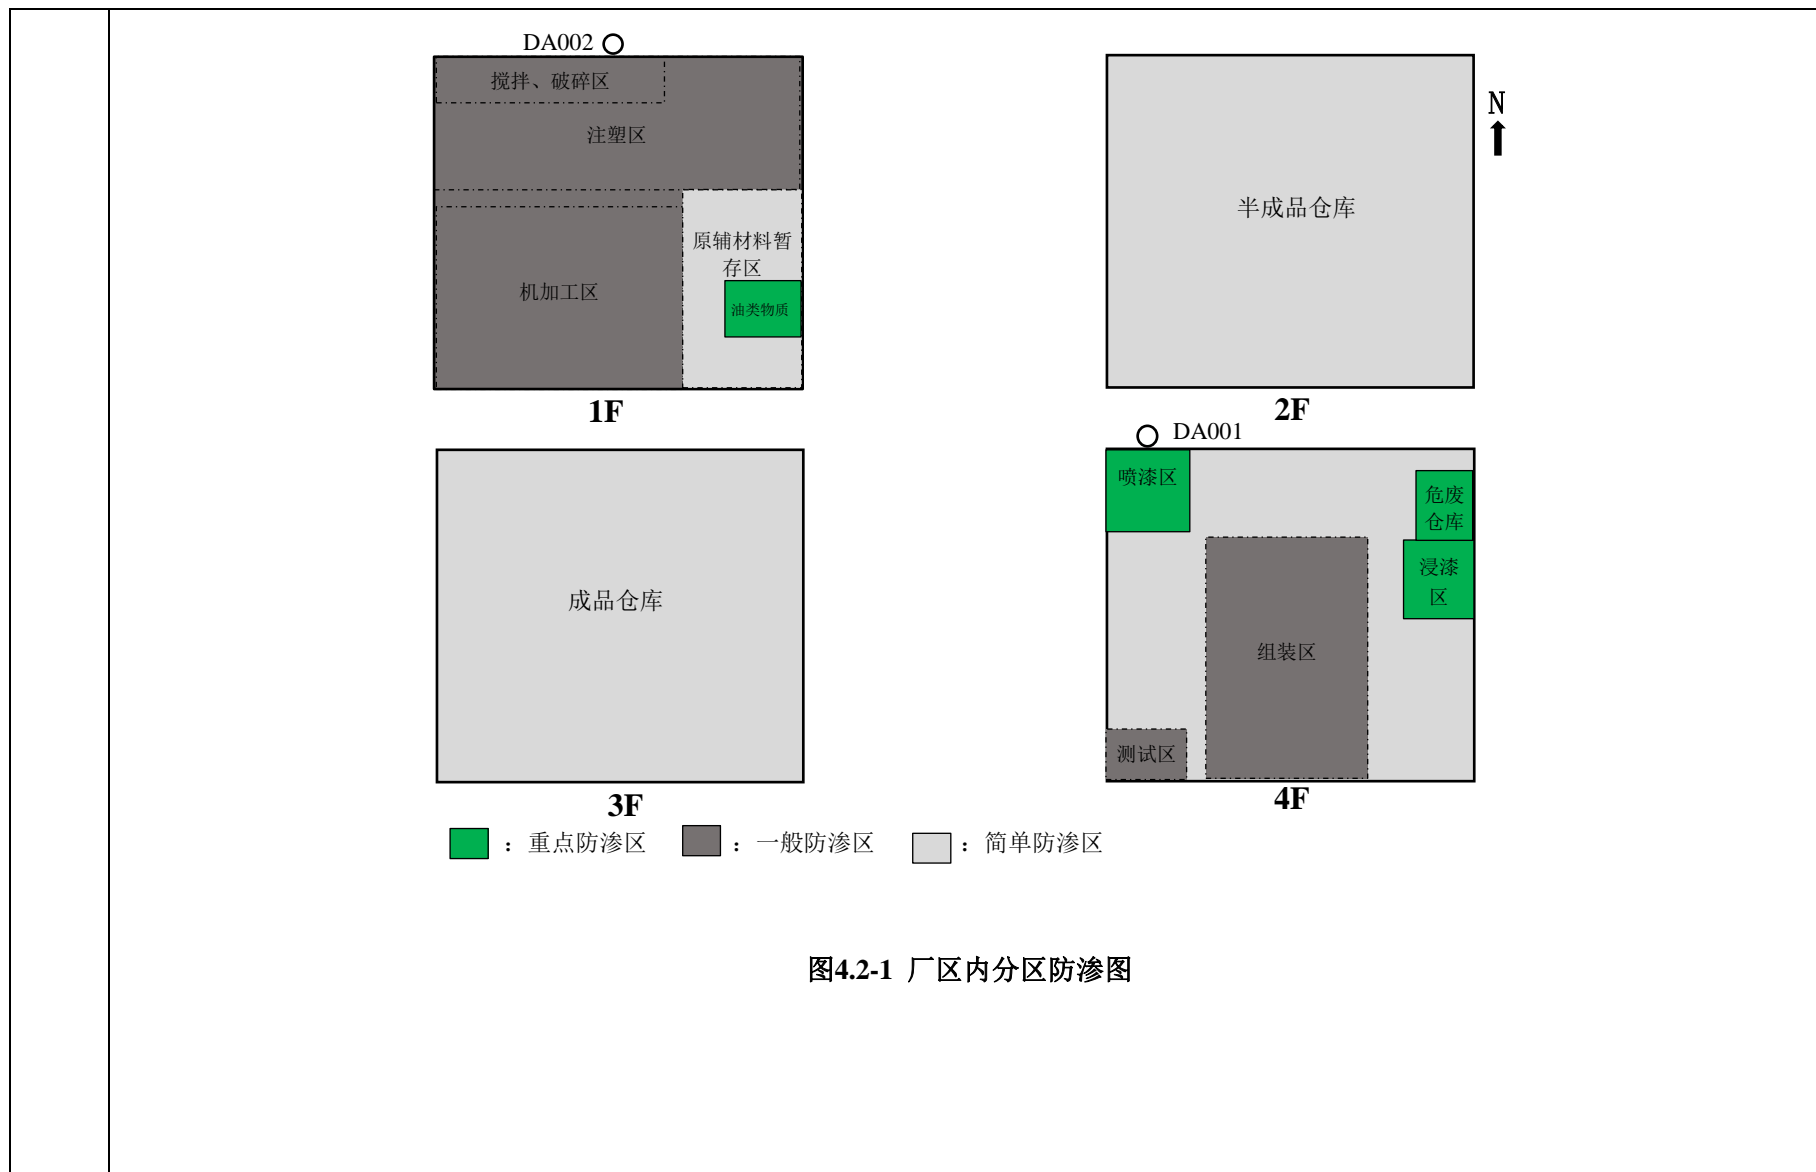 DA002
搅拌、破碎区
注塑区
原辅材料暂
存区
机加工区
油类物质
1F
N
半成品仓库
2F
成品仓库
3F
DA001
喷漆区
危废
仓库
浸漆
区
组装区
测试区
4F
：重点防渗区
：一般防渗区
：简单防渗区
图4.2-1 厂区内分区防渗图